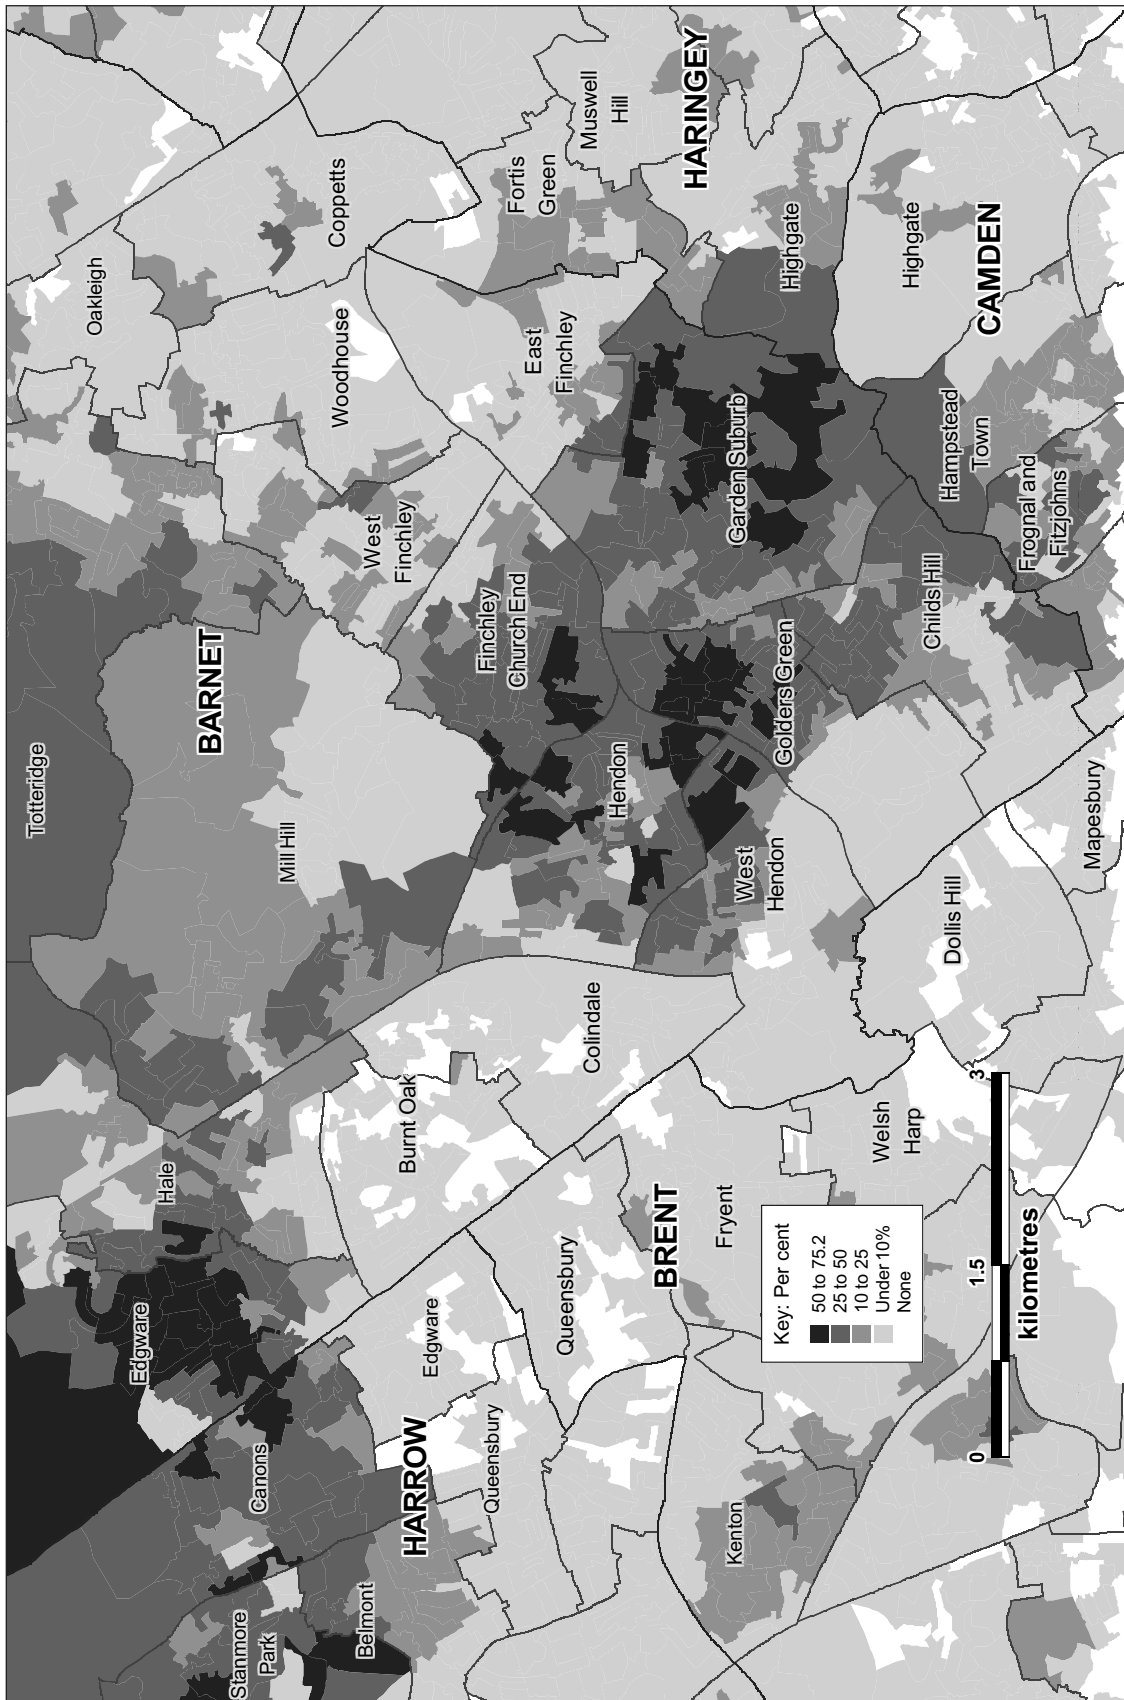 Totteridge
BARNET
Mill Hill
Oakleigh
Coppetts
Woodhouse
West
Finchley
East
Finchley
Fortis
Green
Muswell
Hill
HARINGEY
Highgate
Highgate
CAMDEN
Hampstead
Town
Frognal and
Fitzjohns
Garden Suburb
Finchley
Church End
Golders Green
Childs Hill
Hendon
West
Hendon
Mapesbury
Dollis Hill
Colindale
Burnt Oak
Hale
Edgware
Edgware
Canons
Stanmore
Park
Belmont
HARROW
Queensbury
Queensbury
BRENT
Fryent
Welsh
Harp
Kenton
Key: Per cent
50 to 75.2
25 to 50
10 to 25
Under 10%
None
0
1.5
3
kilometres